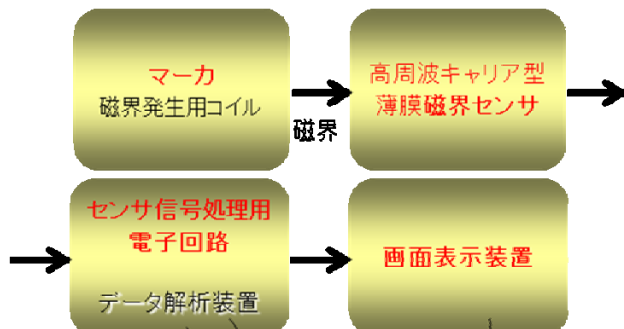 マーカ
磁界発生用コイル
磁界
高周波キャリア型
薄膜磁界センサ
センサ信号処理用
電子回路
データ解析装置
画面表示装置